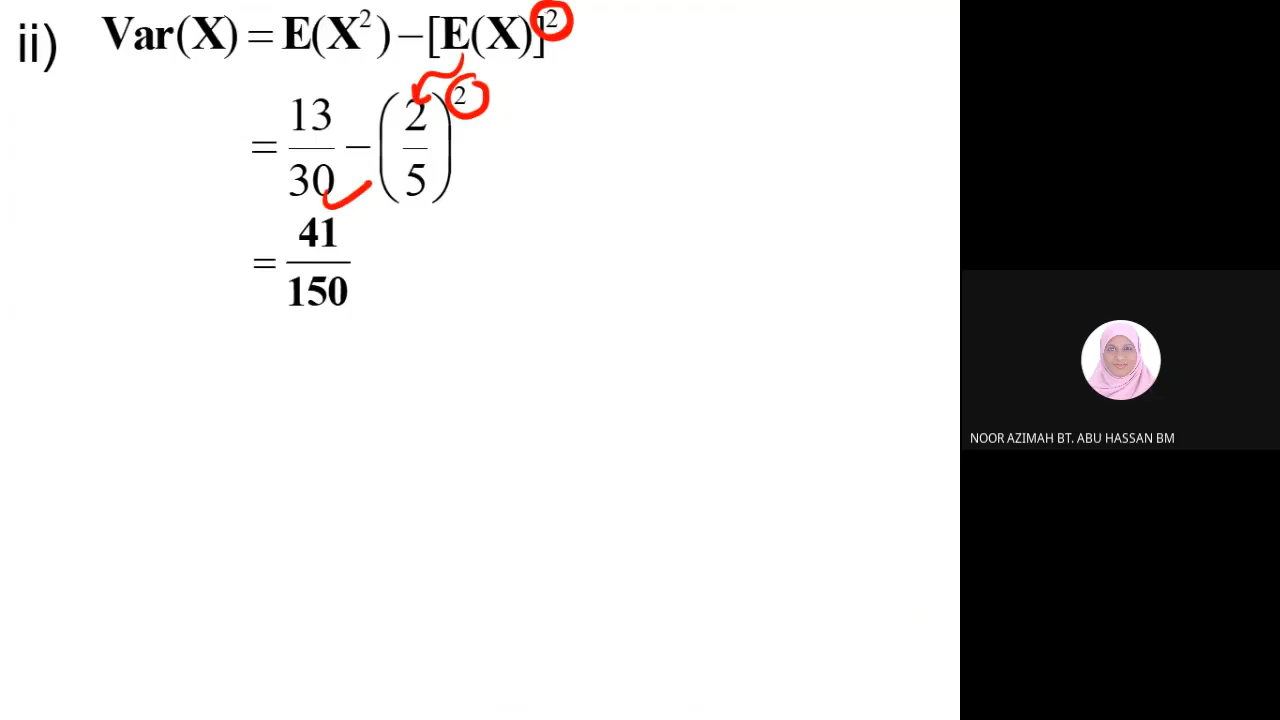 ii) Var(X) = E(X²) − [E(X)]²
= 13/30 − (2/5)²
= 41/150
NOOR AZIMAH BT. ABU HASSAN BM